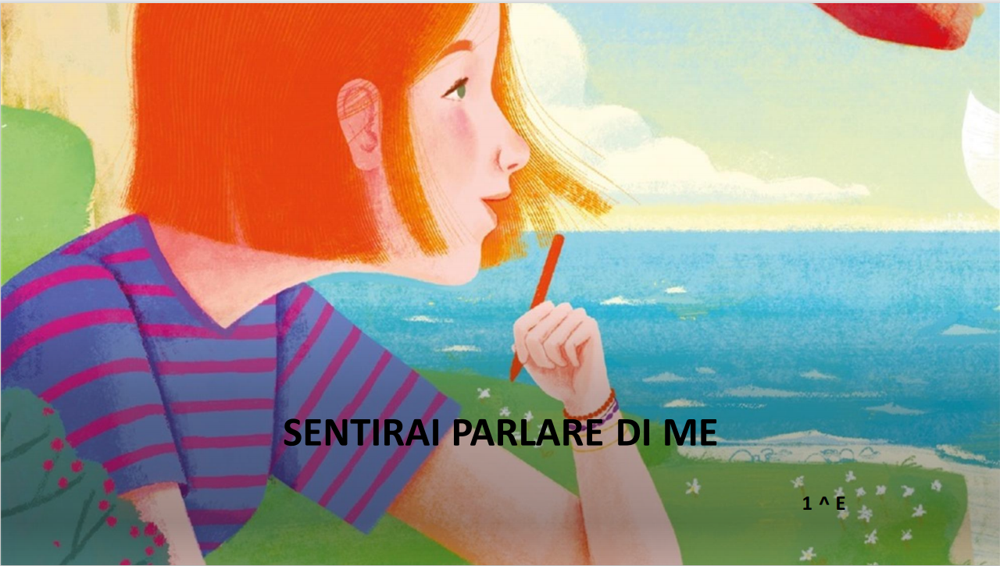 SENTIRAI PARLARE DI ME
1 ^ E